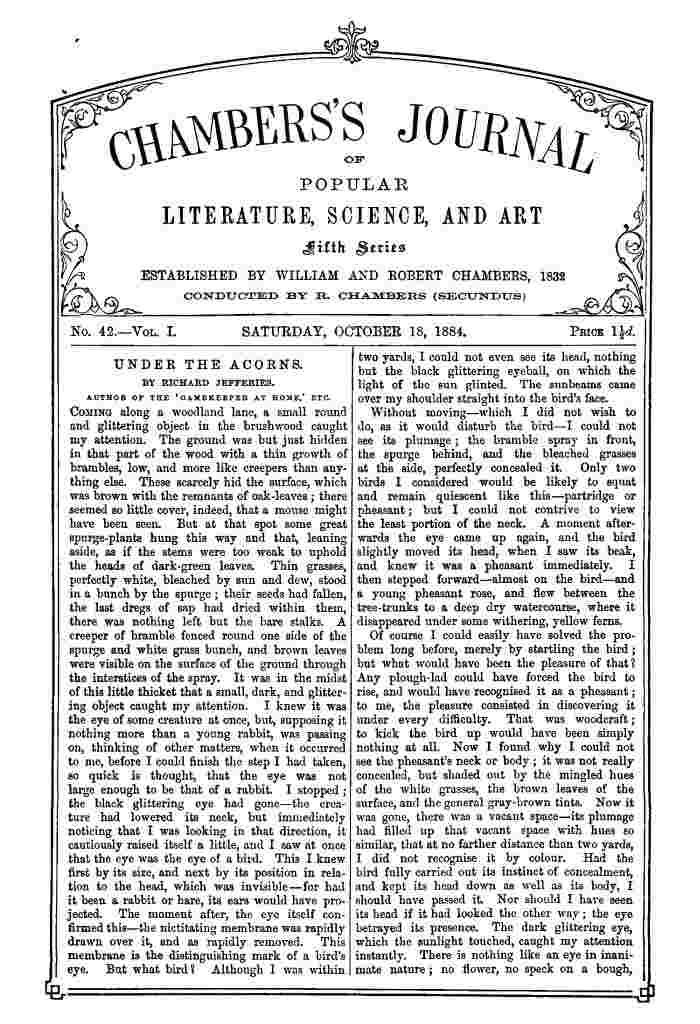 CHAMBERS'S JOURNAL
OF
POPULAR
LITERATURE, SCIENCE, AND ART
Fifth Series
ESTABLISHED BY WILLIAM AND ROBERT CHAMBERS, 1832
CONDUCTED BY R. CHAMBERS (SECUNDUS)
No. 42.—Vol. I.
SATURDAY, OCTOBER 18, 1884.
Price 1½d.
UNDER THE ACORNS.
BY RICHARD JEFFERIES.
AUTHOR OF THE 'GAMEKEEPER AT HOME,' ETC.
Coming along a woodland lane, a small round
and glittering object in the brushwood caught
my attention. The ground was but just hidden
in that part of the wood with a thin growth of
brambles, low, and more like creepers than any-
thing else. These scarcely hid the surface, which
was brown with the remnants of oak-leaves; there
seemed so little cover, indeed, that a mouse might
have been seen. But at that spot some great
spurge-plants hung this way and that, leaning
aside, as if the stems were too weak to uphold
the heads of dark-green leaves. Thin grasses,
perfectly white, bleached by sun and dew, stood
in a bunch by the spurge; their seeds had fallen,
the last dregs of sap had dried within them,
there was nothing left but the bare stalks. A
creeper of bramble fenced round one side of the
spurge and white grass bunch, and brown leaves
were visible on the surface of the ground through
the interstices of the spray. It was in the midst
of this little thicket that a small, dark, and glitter-
ing object caught my attention. I knew it was
the eye of some creature at once, but, supposing it
nothing more than a young rabbit, was passing
on, thinking of other matters, when it occurred
to me, before I could finish the step I had taken,
so quick is thought, that the eye was not
large enough to be that of a rabbit. I stopped;
the black glittering eye had gone—the crea-
ture had lowered its neck, but immediately
noticing that I was looking in that direction, it
cautiously raised itself a little, and I saw at once
that the eye was the eye of a bird. This I knew
first by its size, and next by its position in rela-
tion to the head, which was invisible—for had
it been a rabbit or hare, its ears would have pro-
jected. The moment after, the eye itself con-
firmed this—the nictitating membrane was rapidly
drawn over it, and as rapidly removed. This
membrane is the distinguishing mark of a bird's
eye. But what bird? Although I was within
two yards, I could not even see its head, nothing
but the black glittering eyeball, on which the
light of the sun glinted. The sunbeams came
over my shoulder straight into the bird's face.
Without moving—which I did not wish to
do, as it would disturb the bird—I could not
see its plumage; the bramble spray in front,
the spurge behind, and the bleached grasses
at the side, perfectly concealed it. Only two
birds I considered would be likely to squat
and remain quiescent like this—partridge or
pheasant; but I could not contrive to view
the least portion of the neck. A moment after-
wards the eye came up again, and the bird
slightly moved its head, when I saw its beak,
and knew it was a pheasant immediately. I
then stepped forward—almost on the bird—and
a young pheasant rose, and flew between the
tree-trunks to a deep dry watercourse, where it
disappeared under some withering, yellow ferns.
Of course I could easily have solved the pro-
blem long before, merely by startling the bird;
but what would have been the pleasure of that?
Any plough-lad could have forced the bird to
rise, and would have recognised it as a pheasant;
to me, the pleasure consisted in discovering it
under every difficulty. That was woodcraft;
to kick the bird up would have been simply
nothing at all. Now I found why I could not
see the pheasant's neck or body; it was not really
concealed, but shaded out by the mingled hues
of the white grasses, the brown leaves of the
surface, and the general gray-brown tints. Now it
was gone, there was a vacant space—its plumage
had filled up that vacant space with hues so
similar, that at no farther distance than two yards,
I did not recognise it by colour. Had the
bird fully carried out its instinct of concealment,
and kept its head down as well as its body, I
should have passed it. Nor should I have seen
its head if it had looked the other way; the eye
betrayed its presence. The dark glittering eye,
which the sunlight touched, caught my attention
instantly. There is nothing like an eye in inani-
mate nature; no flower, no speck on a bough,